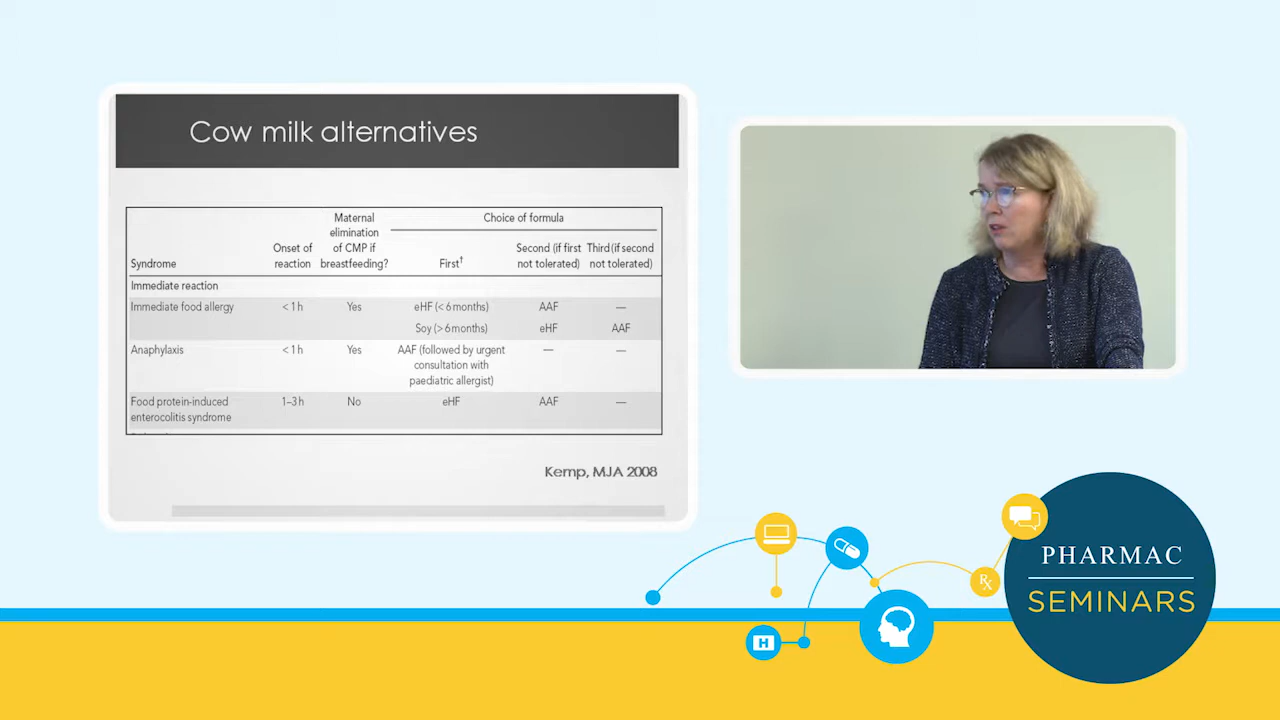 Cow milk alternatives
Maternal
elimination
Choice of formula
Onset of
of CMP if
Second (if first
Third (if second
Syndrome
reaction
breastfeeding?
First†
not tolerated)
not tolerated)
Immediate reaction
Immediate food allergy
< 1 h
Yes
eHF (< 6 months)
AAF
—
Soy (> 6 months)
eHF
AAF
Anaphylaxis
< 1 h
Yes
AAF (followed by urgent
—
—
consultation with
paediatric allergist)
Food protein-induced
1–3 h
No
eHF
AAF
—
enterocolitis syndrome
Kemp, MJA 2008
H
Rx
PHARMAC
SEMINARS